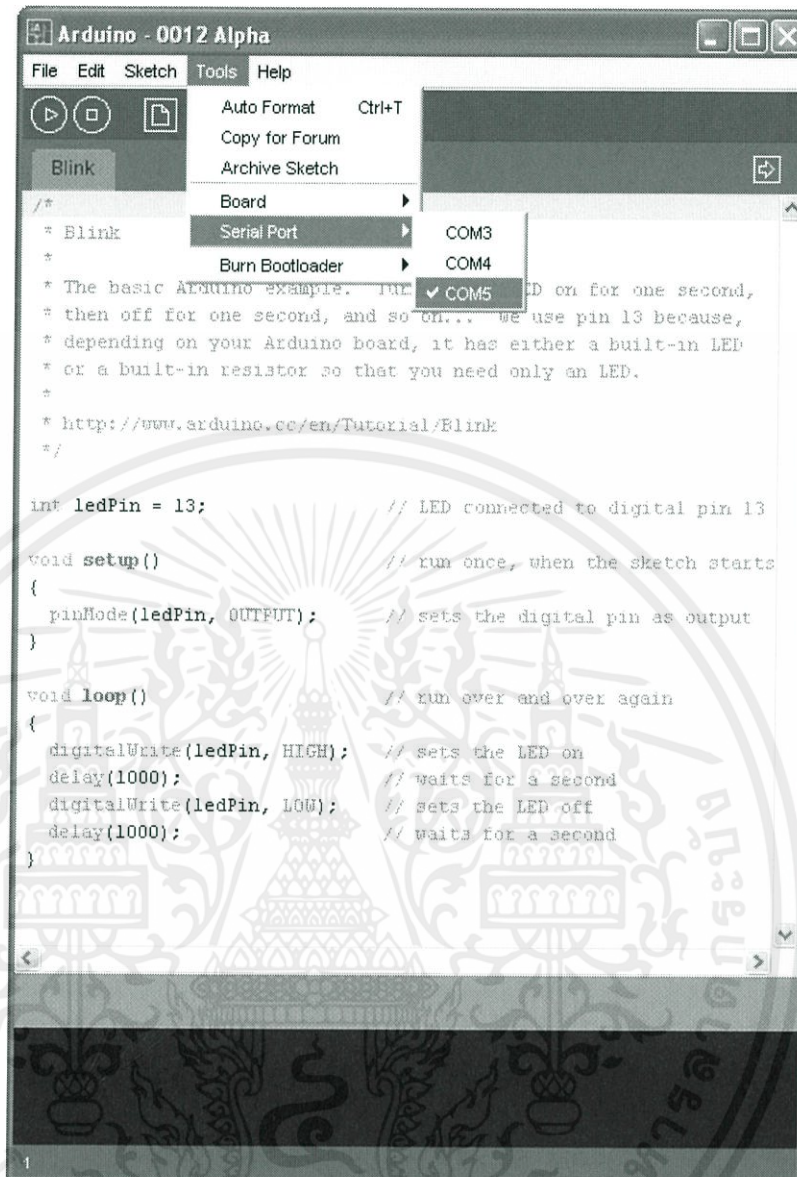 Arduino - 0012 Alpha
File Edit Sketch Tools Help
Auto Format Ctrl+T
Copy for Forum
Archive Sketch
Board
Serial Port
Burn Bootloader
COM3
COM4
COM5
Blink
/*
* Blink
*
* The basic Arduino example. D on for one second,
* then off for one second, and so on... We use pin 13 because,
* depending on your Arduino board, it has either a built-in LED
* or a built-in resistor so that you need only an LED.
*
* http://www.arduino.cc/en/Tutorial/Blink
*/
int ledPin = 13; // LED connected to digital pin 13
void setup() // run once, when the sketch starts
{
pinMode(ledPin, OUTPUT); // sets the digital pin as output
}
void loop() // run over and over again
{
digitalWrite(ledPin, HIGH); // sets the LED on
delay(1000); // waits for a second
digitalWrite(ledPin, LOW); // sets the LED off
delay(1000); // waits for a second
}
1